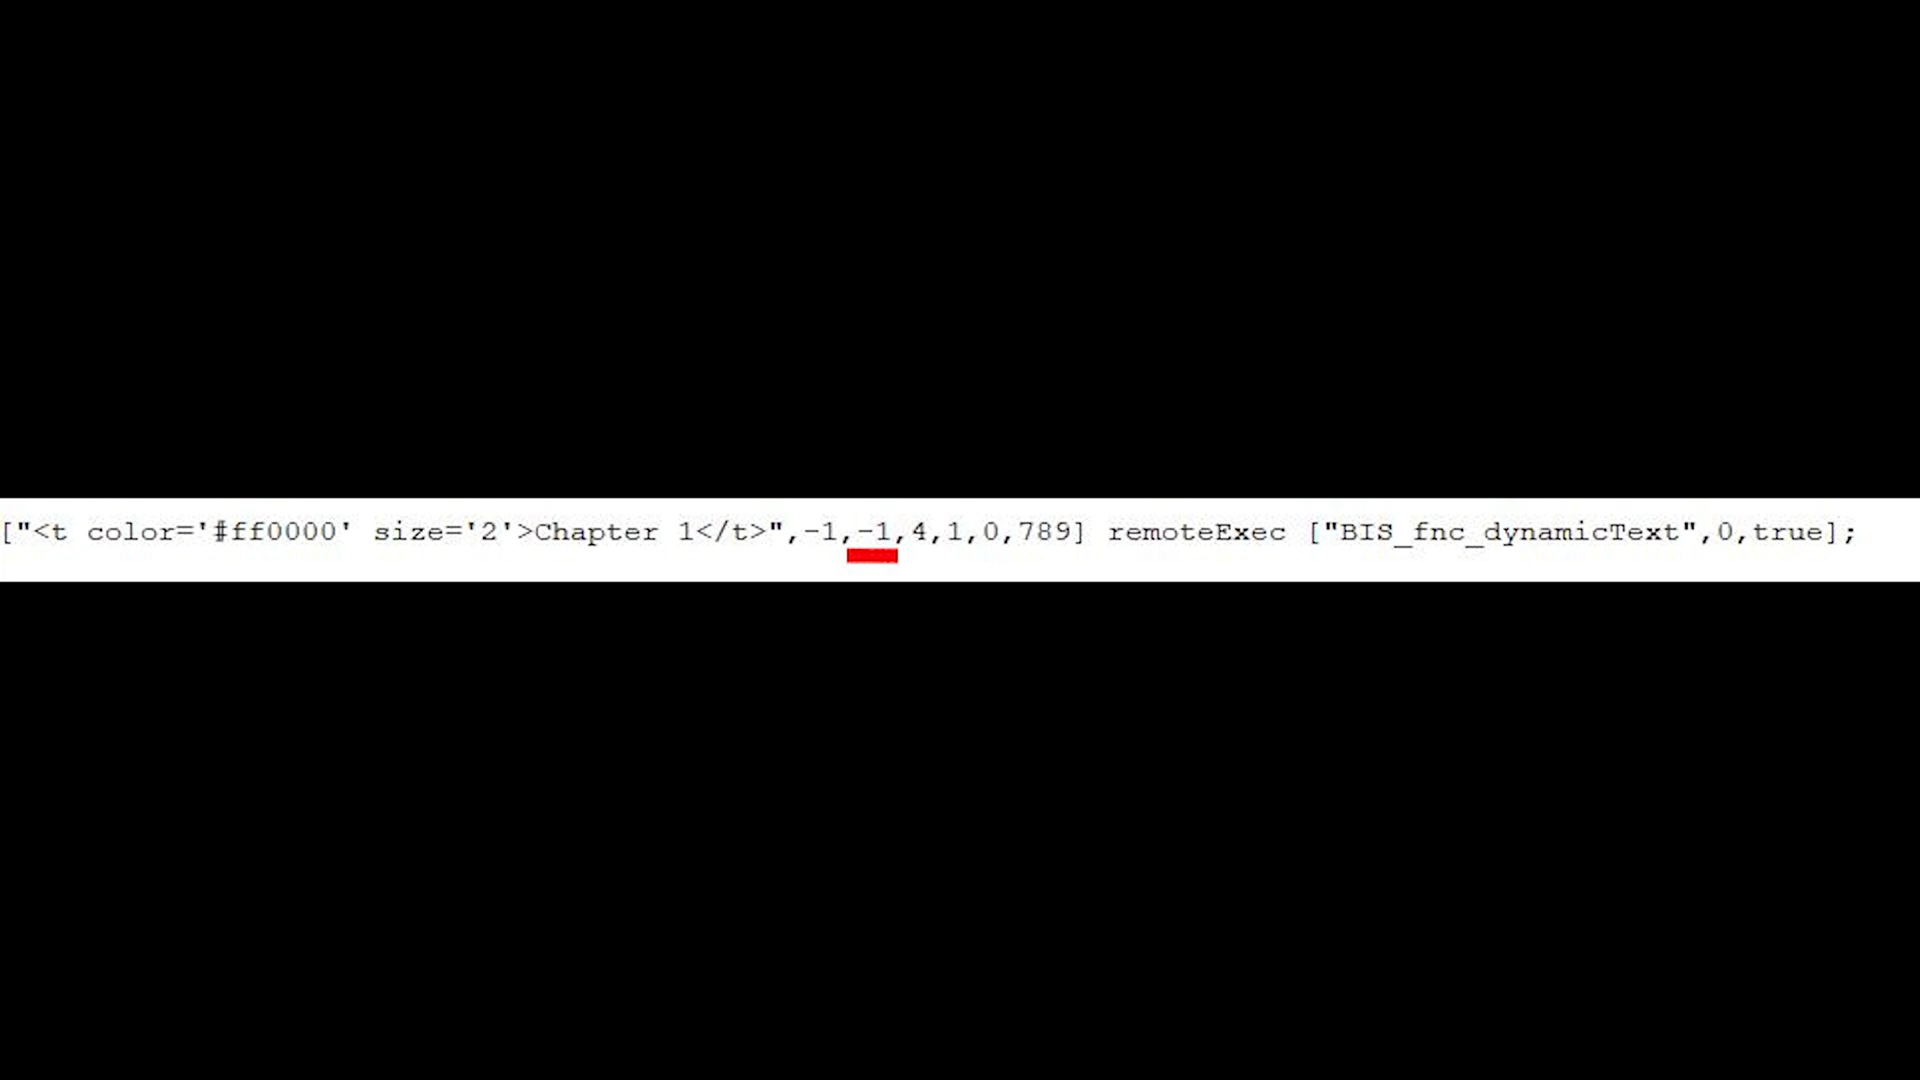 ["<t color='#ff0000' size='2'>Chapter 1</t>",-1,-1,4,1,0,789] remoteExec ["BIS_fnc_dynamicText",0,true];